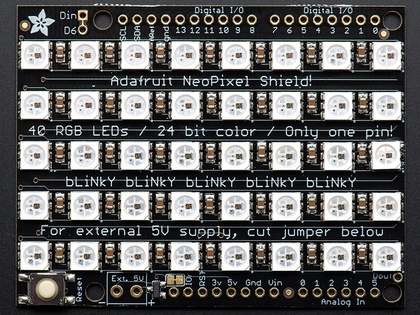 Digital I/O Digital I/O
Din
D6
SCL SDA ARef gnd 13 12 11 10 9 8 7 6 5 4 3 2 1 0
Adafruit NeoPixel Shield!
40 RGB LEDs / 24 bit color / Only one pin!
bLiNkY bLiNkY bLiNkY bLiNkY bLiNkY
For external 5V supply, cut jumper below
Reset
Ext. 5V
IOr RST 3v 5v Gnd Vin 0 1 2 3 4 5
Dout
Analog In